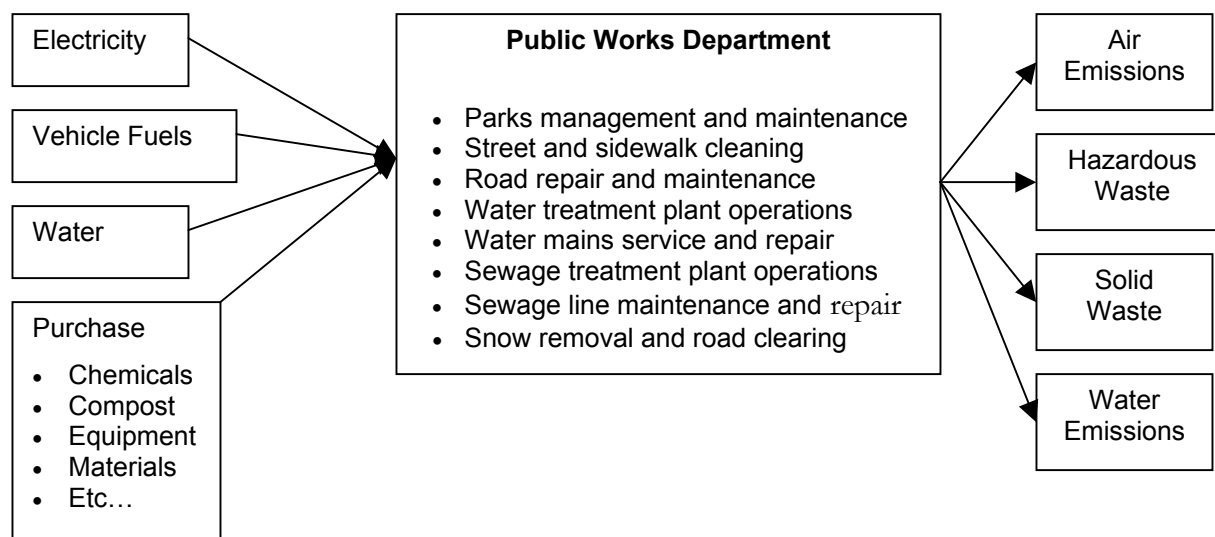 Electricity
Vehicle Fuels
Water
Purchase
• Chemicals
• Compost
• Equipment
• Materials
• Etc…
Public Works Department
• Parks management and maintenance
• Street and sidewalk cleaning
• Road repair and maintenance
• Water treatment plant operations
• Water mains service and repair
• Sewage treatment plant operations
• Sewage line maintenance and repair
• Snow removal and road clearing
Air
Emissions
Hazardous
Waste
Solid
Waste
Water
Emissions